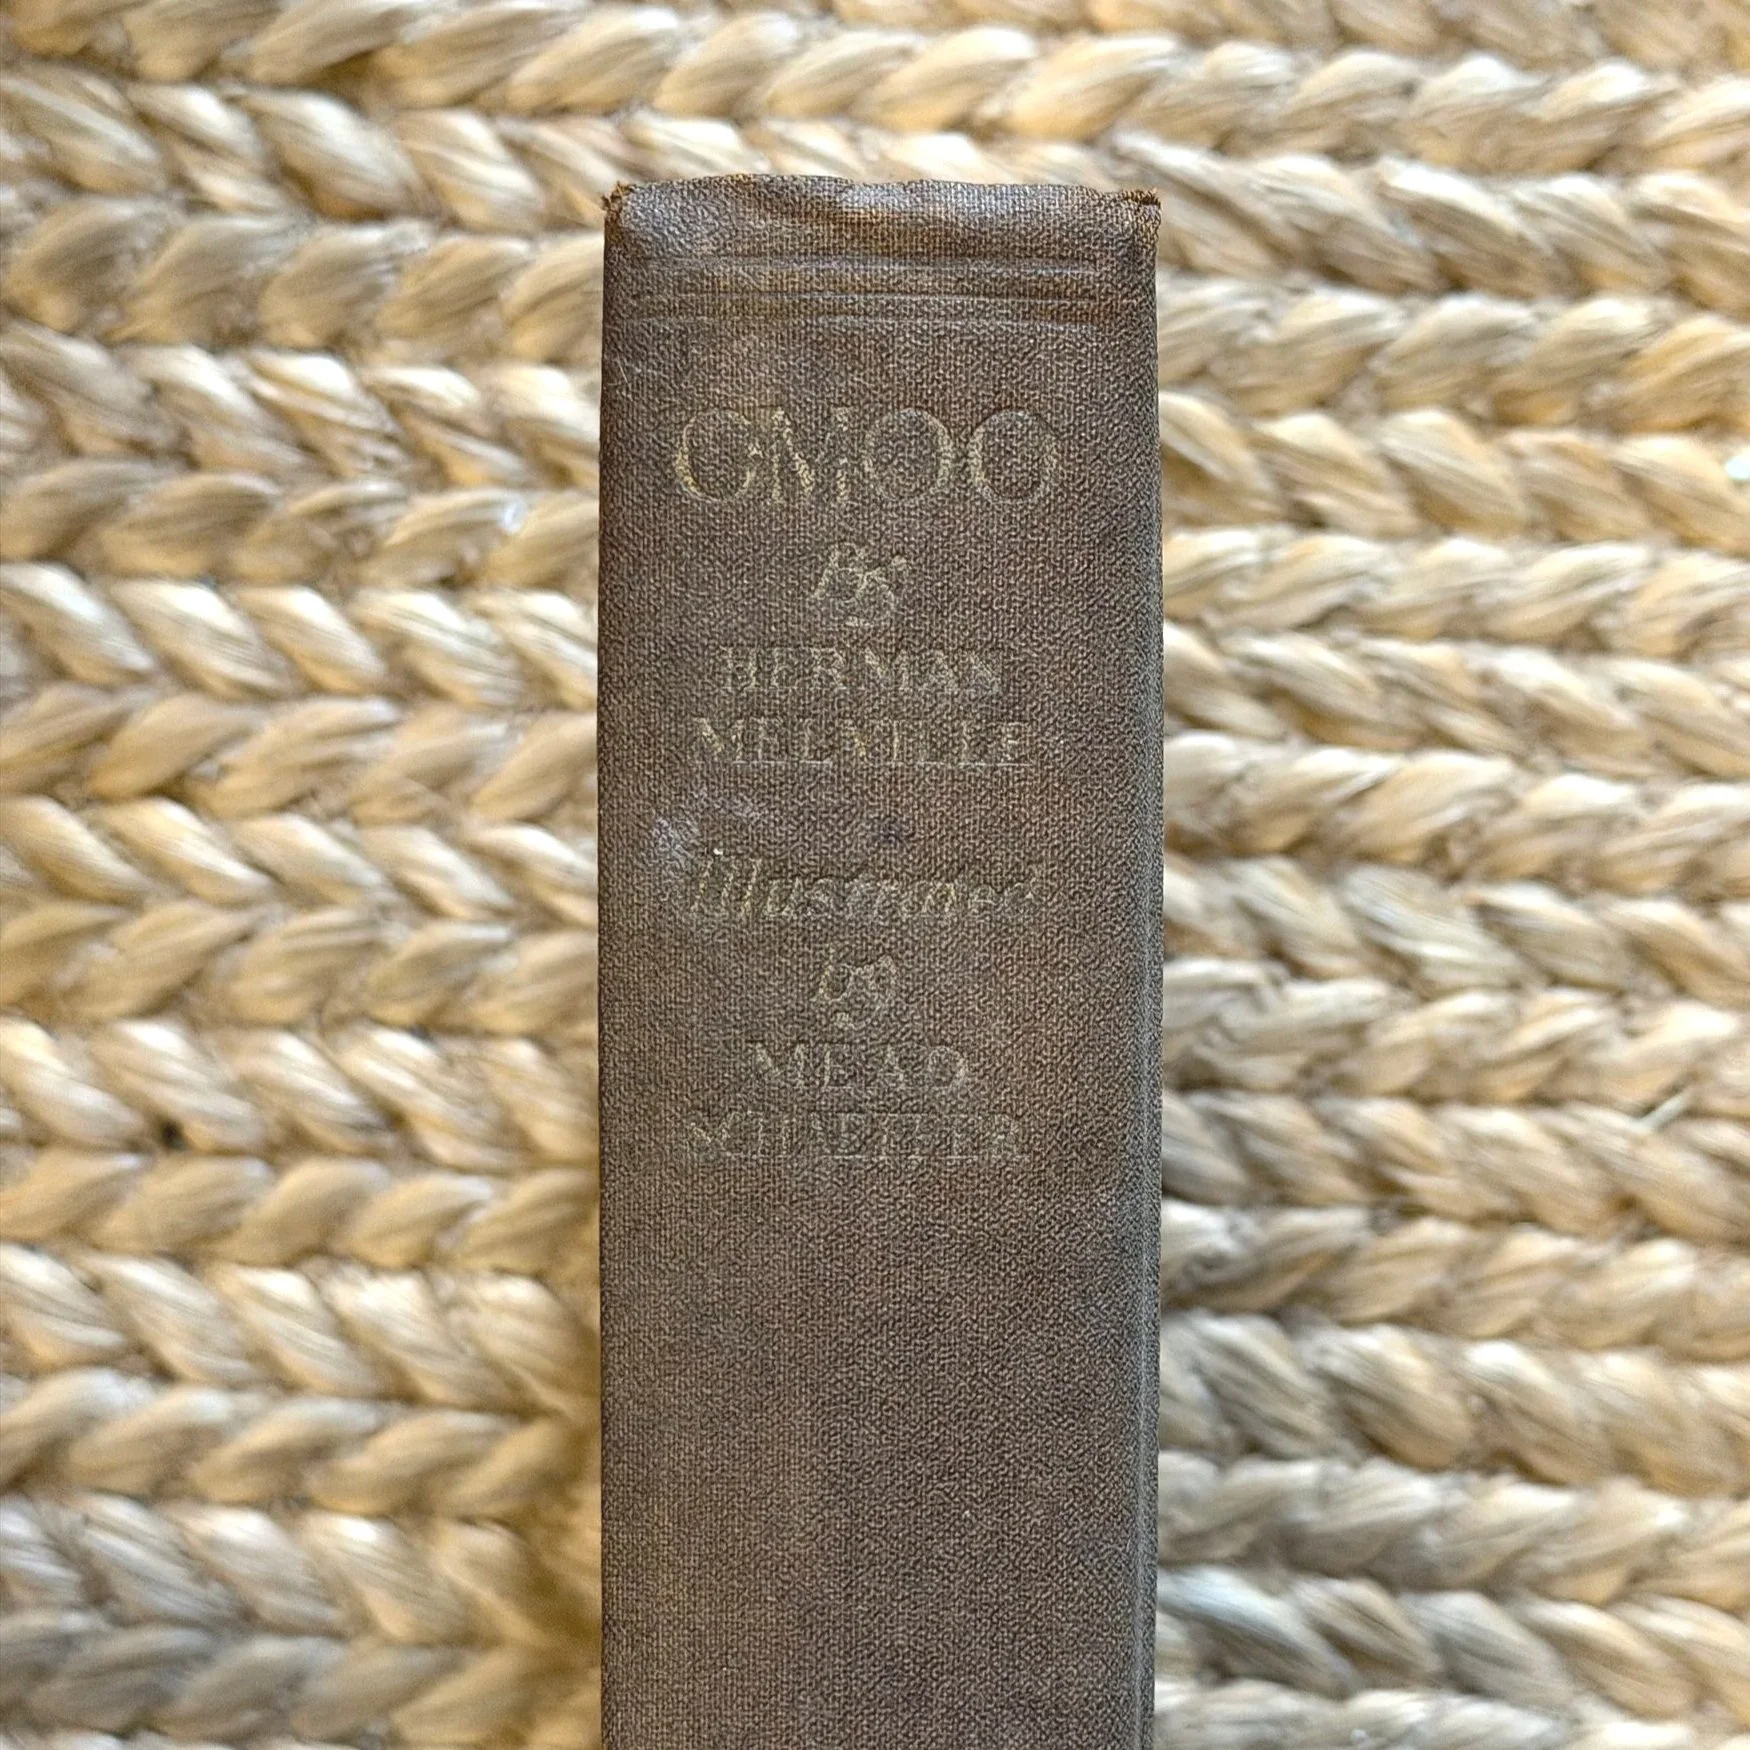 OMOO
By
HERMAN
MELVILLE
Illustrated
by
MEAD
SCHAEFFER